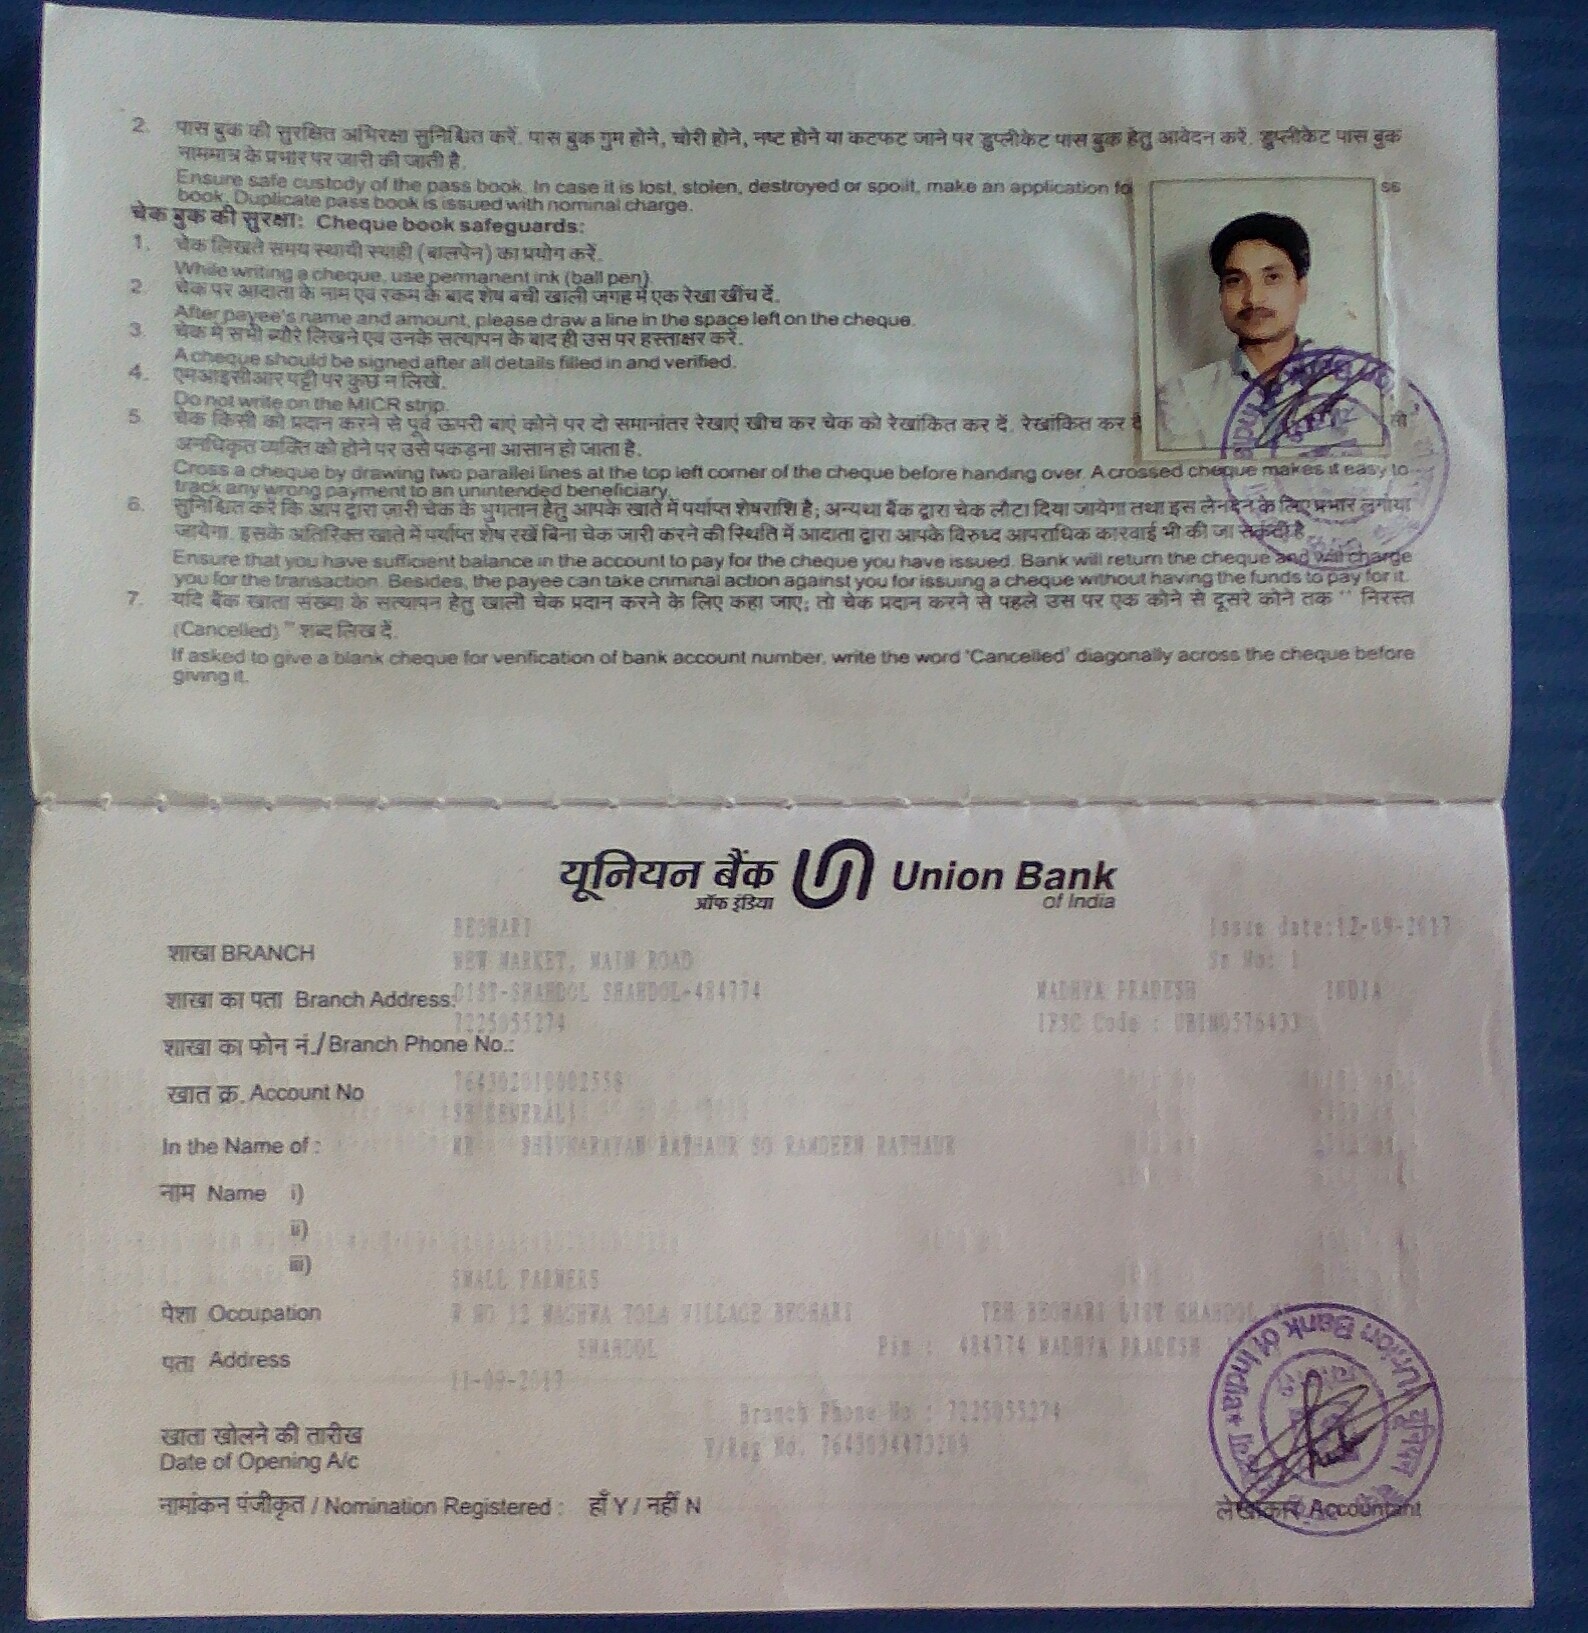 2. पास बुक की सुरक्षित अभिरक्षा सुनिश्चित करें. पास बुक गुम होने, चोरी होने, नष्ट होने या कटफट जाने पर डुप्लीकेट पास बुक हेतु आवेदन करें. डुप्लीकेट पास बुक
नाममात्र के प्रभार पर जारी की जाती है.
Ensure safe custody of the pass book. In case it is lost, stolen, destroyed or spoilt, make an application fo ss
book. Duplicate pass book is issued with nominal charge.
चेक बुक की सुरक्षा: Cheque book safeguards:
1. चेक लिखते समय स्थायी स्याही (बालपेन) का प्रयोग करें.
While writing a cheque, use permanent ink (ball pen).
2. चेक पर आदाता के नाम एवं रकम के बाद शेष बची खाली जगह में एक रेखा खींच दें.
After payee's name and amount, please draw a line in the space left on the cheque.
3. चेक में सभी ब्यौरे लिखने एवं उनके सत्यापन के बाद ही उस पर हस्ताक्षर करें.
A cheque should be signed after all details filled in and verified.
4. एमआइसीआर पट्टी पर कुछ न लिखें.
Do not write on the MICR strip.
5. चेक किसी को प्रदान करने से पूर्व ऊपरी बाएं कोने पर दो समानांतर रेखाएं खींच कर चेक को रेखांकित कर दें. रेखांकित कर दे
अनधिकृत व्यक्ति को होने पर उसे पकड़ना आसान हो जाता है.
Cross a cheque by drawing two parallel lines at the top left corner of the cheque before handing over. A crossed cheque makes it easy to
track any wrong payment to an unintended beneficiary.
6. सुनिश्चित करें कि आप द्वारा जारी चेक के भुगतान हेतु आपके खाते में पर्याप्त शेषराशि है; अन्यथा बैंक द्वारा चेक लौटा दिया जायेगा तथा इस लेनदेन के लिए प्रभार लगाया
जायेगा. इसके अतिरिक्त खाते में पर्याप्त शेष रखें बिना चेक जारी करने की स्थिति में आदाता द्वारा आपके विरुध्द आपराधिक कारवाई भी की जा सकती है
Ensure that you have sufficient balance in the account to pay for the cheque you have issued. Bank will return the cheque and will charge
you for the transaction. Besides, the payee can take criminal action against you for issuing a cheque without having the funds to pay for it.
7. यदि बैंक खाता संख्या के सत्यापन हेतु खाली चेक प्रदान करने के लिए कहा जाए; तो चेक प्रदान करने से पहले उस पर एक कोने से दूसरे कोने तक " निरस्त
(Cancelled) " शब्द लिख दें.
If asked to give a blank cheque for verification of bank account number, write the word 'Cancelled' diagonally across the cheque before
giving it.
यूनियन बैंक Union Bank
ऑफ इंडिया of India
BEOHARI Issue date:12-09-2017
शाखा BRANCH NEW MARKET, MAIN ROAD Sr No: 1
शाखा का पता Branch Address: DIST-SHAHDOL SHAHDOL-484774 MADHYA PRADESH INDIA
7225055274 IFSC Code : UBIN0576433
शाखा का फोन नं./ Branch Phone No.:
खात क्र. Account No 764302010002558
SB GENERAL
In the Name of : MR SHIVNARAYAN RATHAUR SO RAMDEEN RATHAUR
नाम Name i)
ii)
iii)
SMALL FARMERS
पेशा Occupation W NO 12 MAGHWA TOLA VILLAGE BEOHARI TEH BEOHARI
SHAHDOL Pin : 484774 MADHYA PRADESH
पता Address
11-09-2017
Branch Phone No : 7225055274
खाता खोलने की तारीख
Date of Opening A/c
नामांकन पंजीकृत / Nomination Registered : हाँ Y / नहीं N
लेखाकार Accountant
Union Bank of India